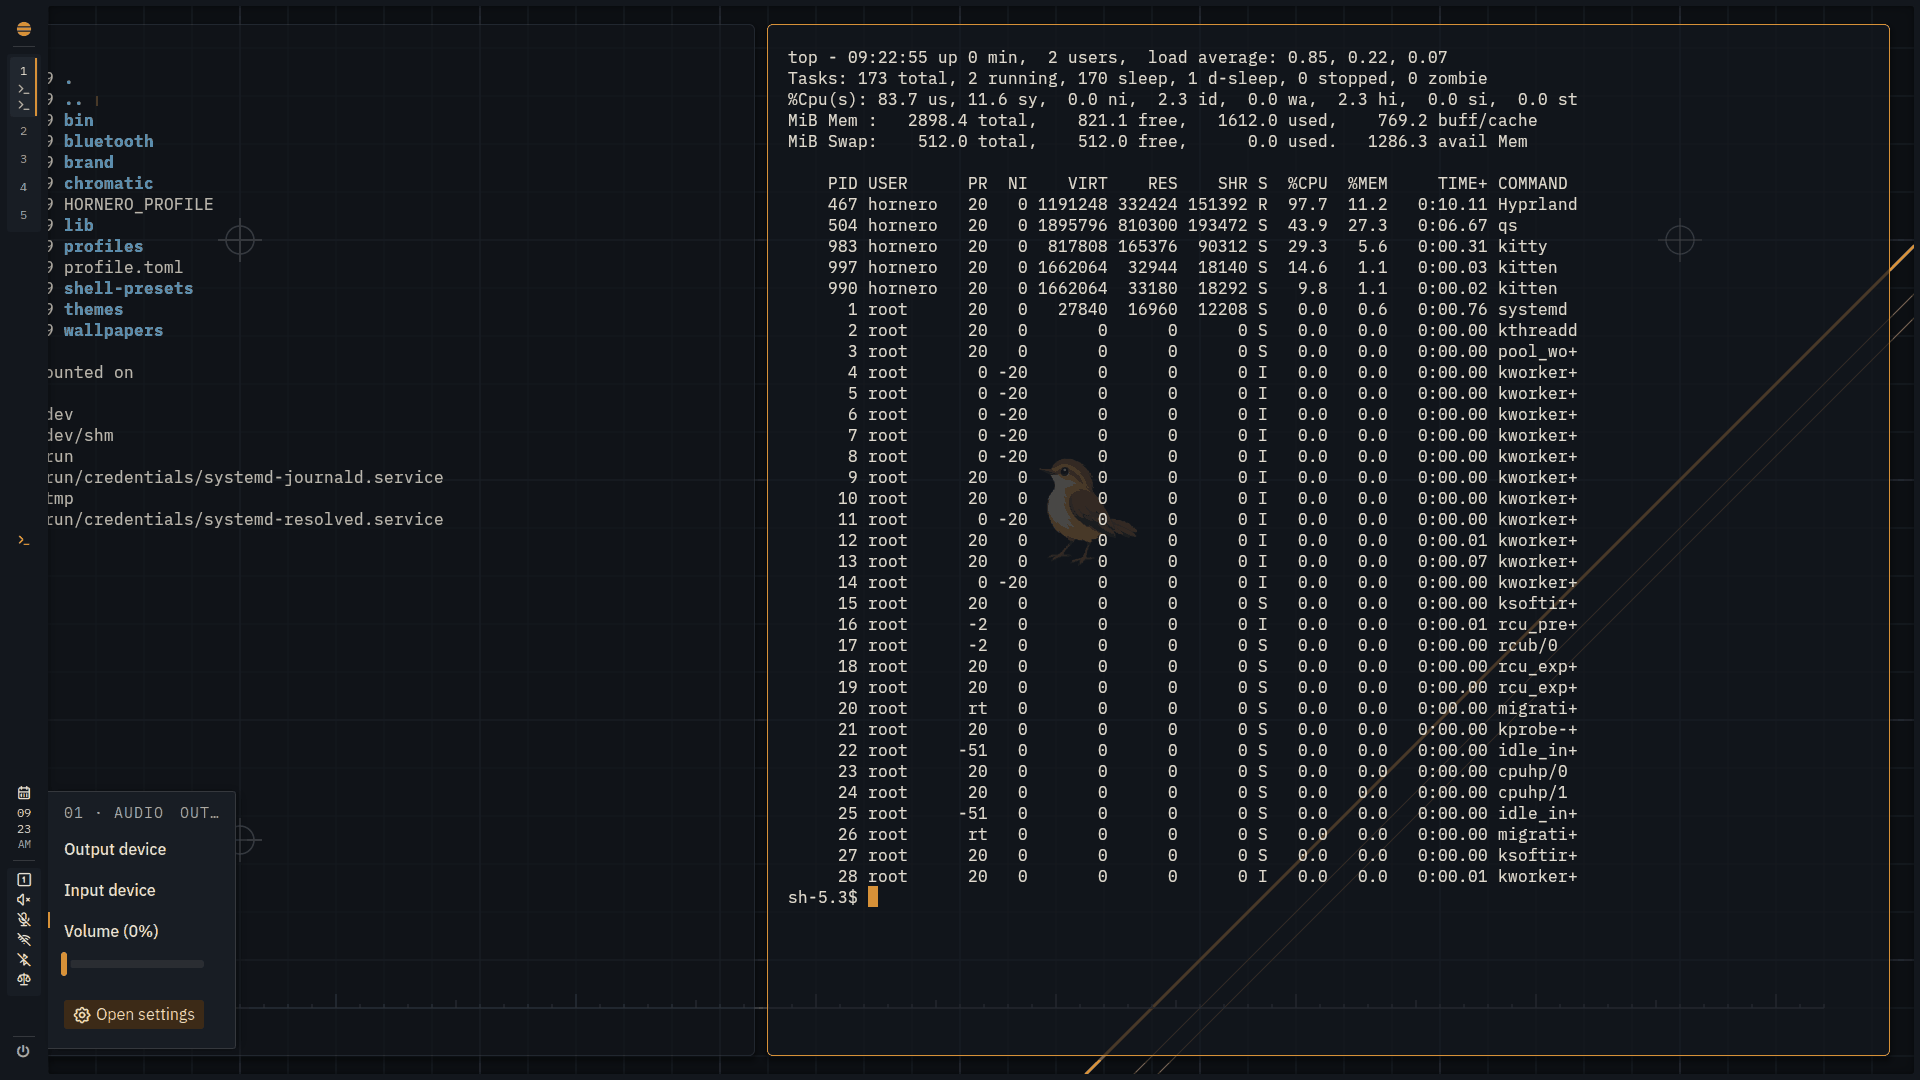 1
2
3
4
5
09
23
AM
1
9 .
9 ..
9 bin
9 bluetooth
9 brand
9 chromatic
9 HORNERO_PROFILE
9 lib
9 profiles
9 profile.toml
9 shell-presets
9 themes
9 wallpapers
ounted on
dev
dev/shm
run
run/credentials/systemd-journald.service
tmp
run/credentials/systemd-resolved.service
01 · AUDIO OUT…
Output device
Input device
Volume (0%)
Open settings
top - 09:22:55 up 0 min,  2 users,  load average: 0.85, 0.22, 0.07
Tasks: 173 total, 2 running, 170 sleep, 1 d-sleep, 0 stopped, 0 zombie
%Cpu(s): 83.7 us, 11.6 sy,  0.0 ni,  2.3 id,  0.0 wa,  2.3 hi,  0.0 si,  0.0 st
MiB Mem :   2898.4 total,    821.1 free,   1612.0 used,    769.2 buff/cache
MiB Swap:    512.0 total,    512.0 free,      0.0 used.   1286.3 avail Mem
PID USER      PR  NI    VIRT    RES    SHR S  %CPU  %MEM     TIME+ COMMAND
467 hornero   20   0 1191248 332424 151392 R  97.7  11.2   0:10.11 Hyprland
504 hornero   20   0 1895796 810300 193472 S  43.9  27.3   0:06.67 qs
983 hornero   20   0  817808 165376  90312 S  29.3   5.6   0:00.31 kitty
997 hornero   20   0 1662064  32944  18140 S  14.6   1.1   0:00.03 kitten
990 hornero   20   0 1662064  33180  18292 S   9.8   1.1   0:00.02 kitten
1 root      20   0   27840  16960  12208 S   0.0   0.6   0:00.76 systemd
2 root      20   0       0      0      0 S   0.0   0.0   0:00.00 kthreadd
3 root      20   0       0      0      0 S   0.0   0.0   0:00.00 pool_wo+
4 root       0 -20       0      0      0 I   0.0   0.0   0:00.00 kworker+
5 root       0 -20       0      0      0 I   0.0   0.0   0:00.00 kworker+
6 root       0 -20       0      0      0 I   0.0   0.0   0:00.00 kworker+
7 root       0 -20       0      0      0 I   0.0   0.0   0:00.00 kworker+
8 root       0 -20       0      0      0 I   0.0   0.0   0:00.00 kworker+
9 root      20   0       0      0      0 I   0.0   0.0   0:00.00 kworker+
10 root      20   0       0      0      0 I   0.0   0.0   0:00.00 kworker+
11 root       0 -20       0      0      0 I   0.0   0.0   0:00.00 kworker+
12 root      20   0       0      0      0 I   0.0   0.0   0:00.01 kworker+
13 root      20   0       0      0      0 I   0.0   0.0   0:00.07 kworker+
14 root       0 -20       0      0      0 I   0.0   0.0   0:00.00 kworker+
15 root      20   0       0      0      0 S   0.0   0.0   0:00.00 ksoftir+
16 root      -2   0       0      0      0 I   0.0   0.0   0:00.01 rcu_pre+
17 root      -2   0       0      0      0 S   0.0   0.0   0:00.00 rcub/0
18 root      20   0       0      0      0 S   0.0   0.0   0:00.00 rcu_exp+
19 root      20   0       0      0      0 S   0.0   0.0   0:00.00 rcu_exp+
20 root      rt   0       0      0      0 S   0.0   0.0   0:00.00 migrati+
21 root      20   0       0      0      0 S   0.0   0.0   0:00.00 kprobe-+
22 root     -51   0       0      0      0 S   0.0   0.0   0:00.00 idle_in+
23 root      20   0       0      0      0 S   0.0   0.0   0:00.00 cpuhp/0
24 root      20   0       0      0      0 S   0.0   0.0   0:00.00 cpuhp/1
25 root     -51   0       0      0      0 S   0.0   0.0   0:00.00 idle_in+
26 root      rt   0       0      0      0 S   0.0   0.0   0:00.00 migrati+
27 root      20   0       0      0      0 S   0.0   0.0   0:00.00 ksoftir+
28 root      20   0       0      0      0 I   0.0   0.0   0:00.01 kworker+
sh-5.3$